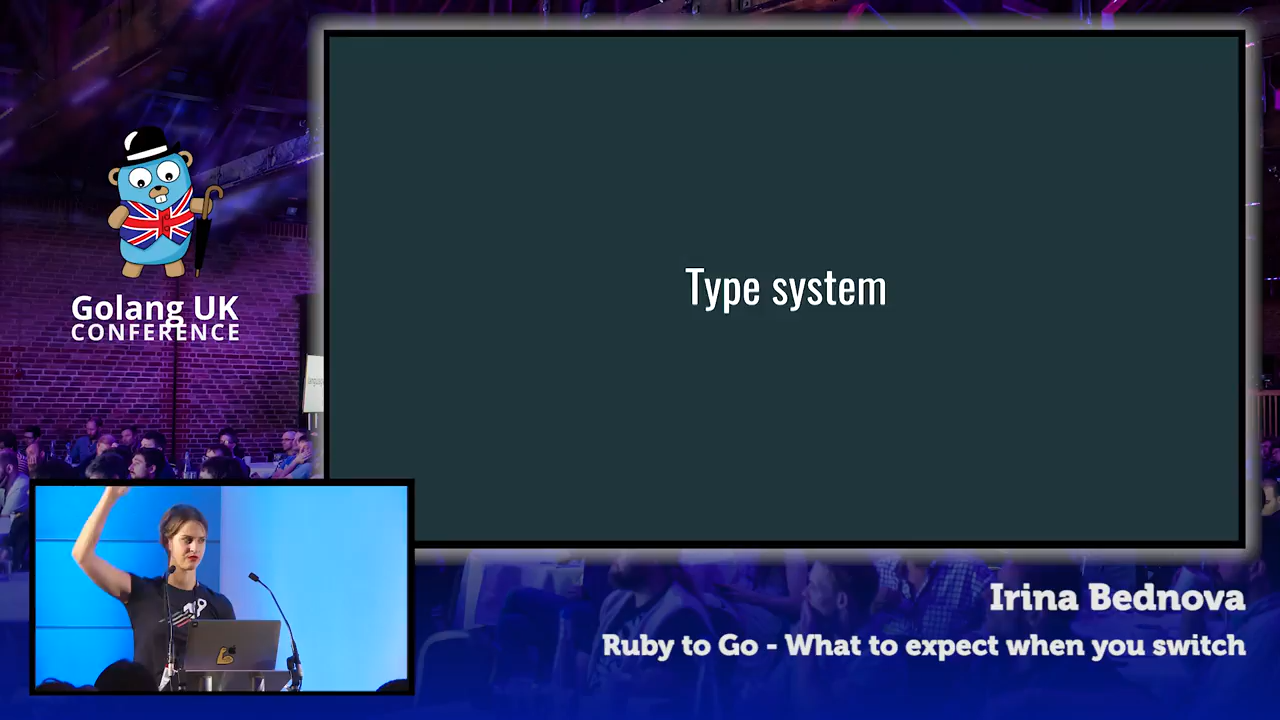 Type system
Golang UK
CONFERENCE
Irina Bednova
Ruby to Go - What to expect when you switch